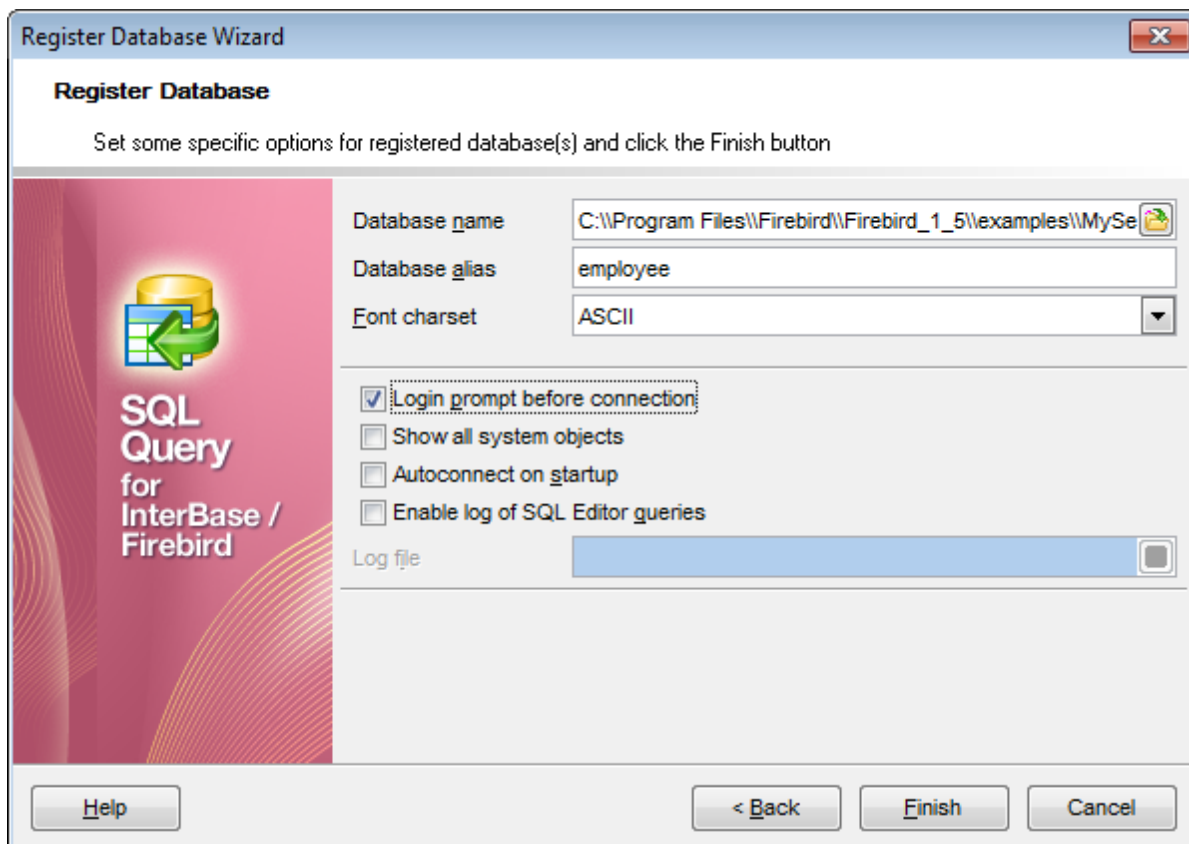 Register Database Wizard
Register Database
Set some specific options for registered database(s) and click the Finish button
Database name C:\\Program Files\\Firebird\\Firebird_1_5\\examples\\MySe
Database alias employee
Font charset ASCII
Login prompt before connection
Show all system objects
Autoconnect on startup
Enable log of SQL Editor queries
Log file
SQL
Query
for
InterBase /
Firebird
Help < Back Finish Cancel